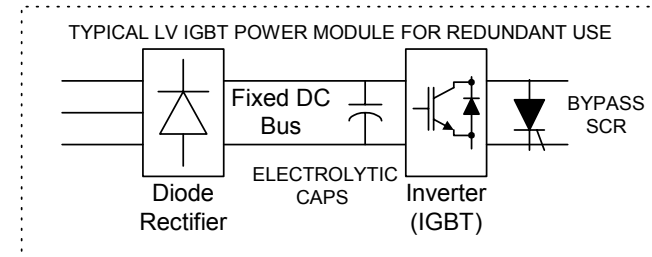 TYPICAL LV IGBT POWER MODULE FOR REDUNDANT USE
Fixed DC
Bus
BYPASS
SCR
ELECTROLYTIC
CAPS
Diode
Rectifier
Inverter
(IGBT)